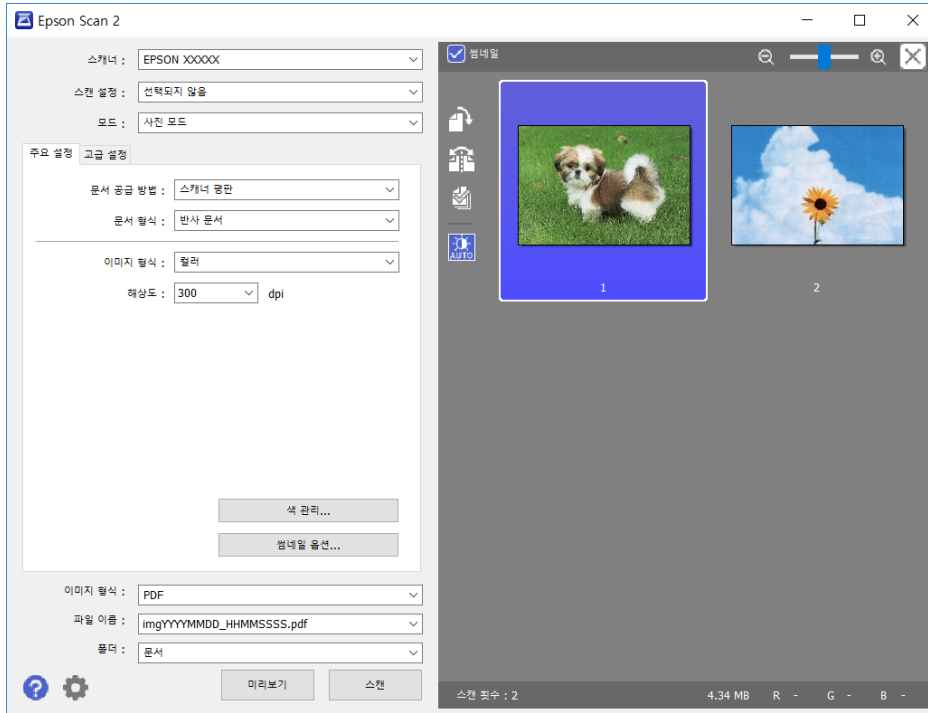 Epson Scan 2
스캐너 : EPSON XXXXX
스캔 설정 : 선택되지 않음
모드 : 사진 모드
주요 설정 고급 설정
문서 공급 방법 : 스캐너 평판
문서 형식 : 반사 문서
이미지 형식 : 컬러
해상도 : 300 dpi
색 관리...
썸네일 옵션...
이미지 형식 : PDF
파일 이름 : imgYYYYMMDD_HHMMSSSS.pdf
폴더 : 문서
?
미리보기 스캔
썸네일
AUTO
1 2
스캔 횟수 : 2 4.34 MB R - G - B -